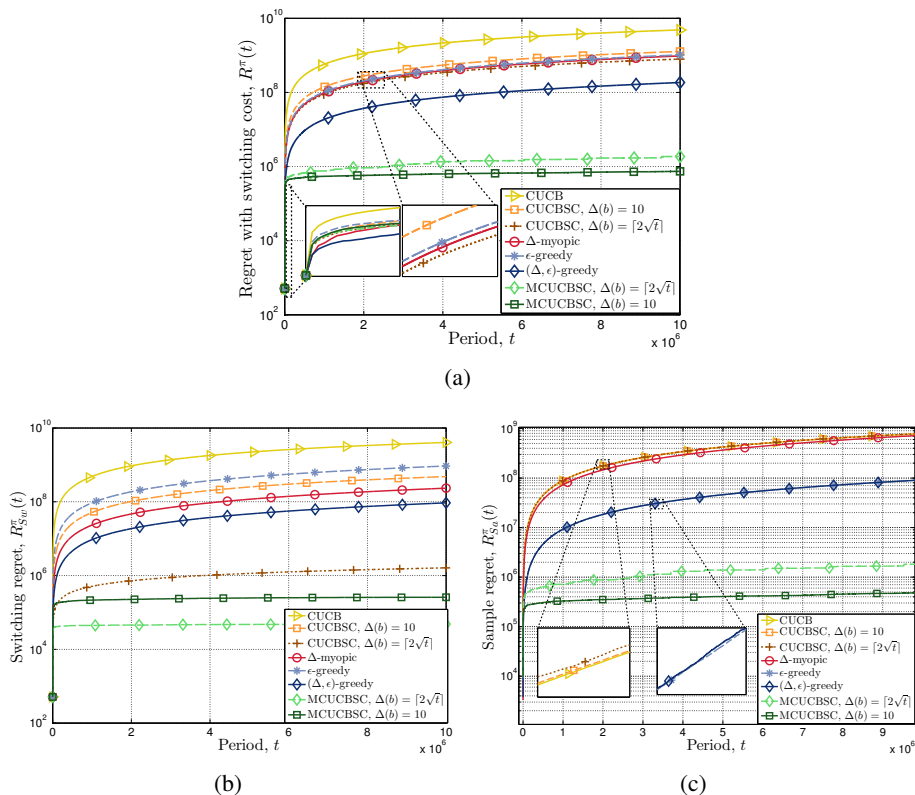 10^10
10^8
10^6
10^4
10^2
Regret with switching cost, R^π(t)
CUCB
CUCBSC, Δ(b) = 10
CUCBSC, Δ(b) = ⌈2√t⌉
Δ-myopic
ϵ-greedy
(Δ, ϵ)-greedy
MCUCBSC, Δ(b) = ⌈2√t⌉
MCUCBSC, Δ(b) = 10
0 2 4 6 8 10
Period, t
x 10^6
(a)
10^10
10^8
10^6
10^4
10^2
Switching regret, R^π_Sw(t)
CUCB
CUCBSC, Δ(b) = 10
CUCBSC, Δ(b) = ⌈2√t⌉
Δ-myopic
ϵ-greedy
(Δ, ϵ)-greedy
MCUCBSC, Δ(b) = ⌈2√t⌉
MCUCBSC, Δ(b) = 10
0 2 4 6 8 10
Period, t
x 10^6
(b)
10^9
10^8
10^7
10^6
10^5
10^4
Sample regret, R^π_Sa(t)
CUCB
CUCBSC, Δ(b) = 10
CUCBSC, Δ(b) = ⌈2√t⌉
Δ-myopic
ϵ-greedy
(Δ, ϵ)-greedy
MCUCBSC, Δ(b) = ⌈2√t⌉
MCUCBSC, Δ(b) = 10
0 1 2 3 4 5 6 7 8 9
Period, t
x 10^6
(c)